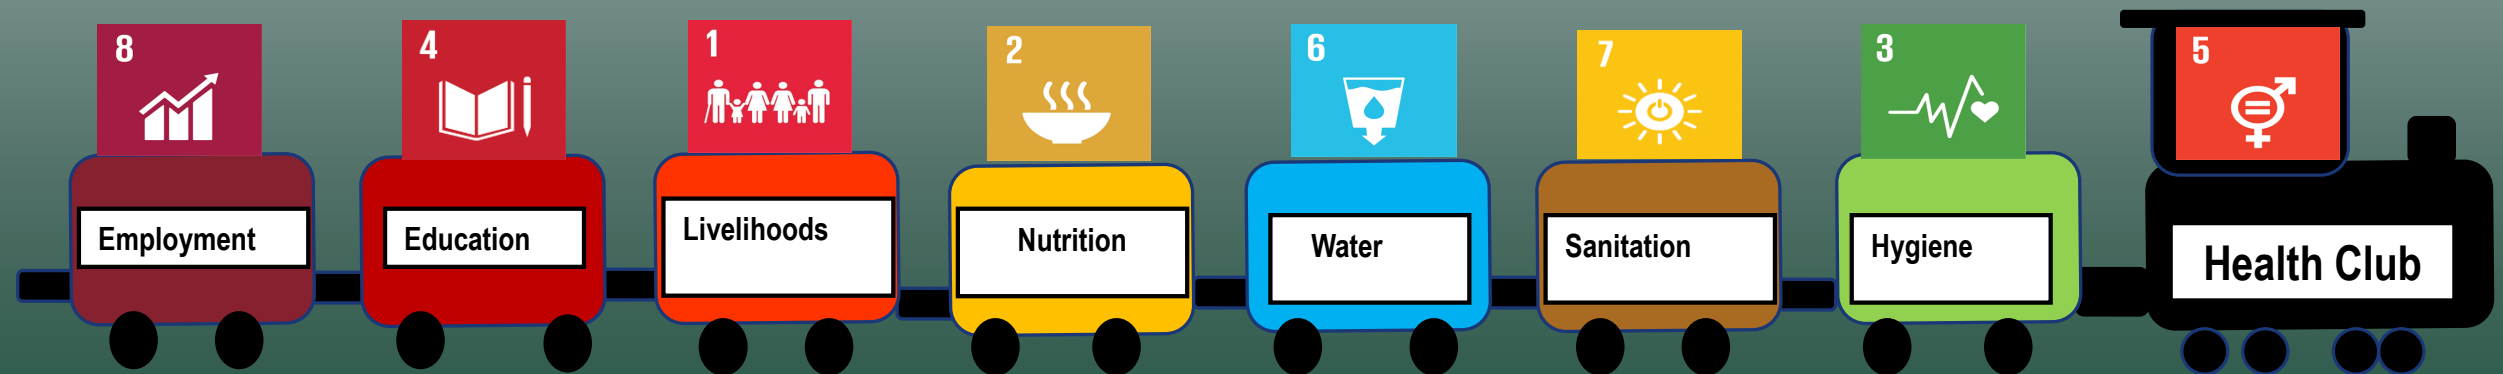 8
4
1
2
6
7
3
5
Employment
Education
Livelihoods
Nutrition
Water
Sanitation
Hygiene
Health Club